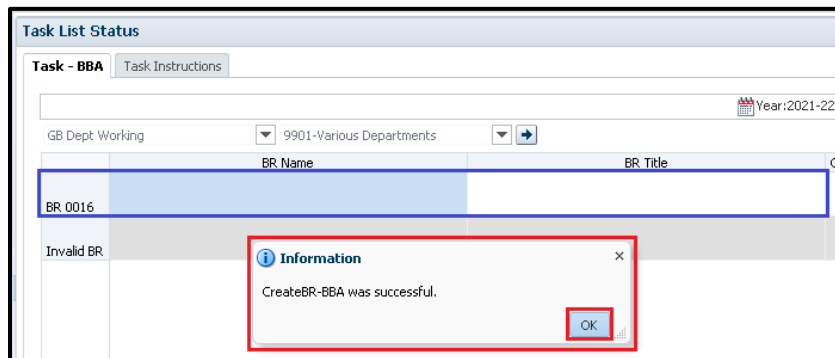 Task List Status
Task - BBA Task Instructions
Year:2021-22
GB Dept Working 9901-Various Departments
BR Name BR Title
BR 0016
Invalid BR
Information
CreateBR-BBA was successful.
OK